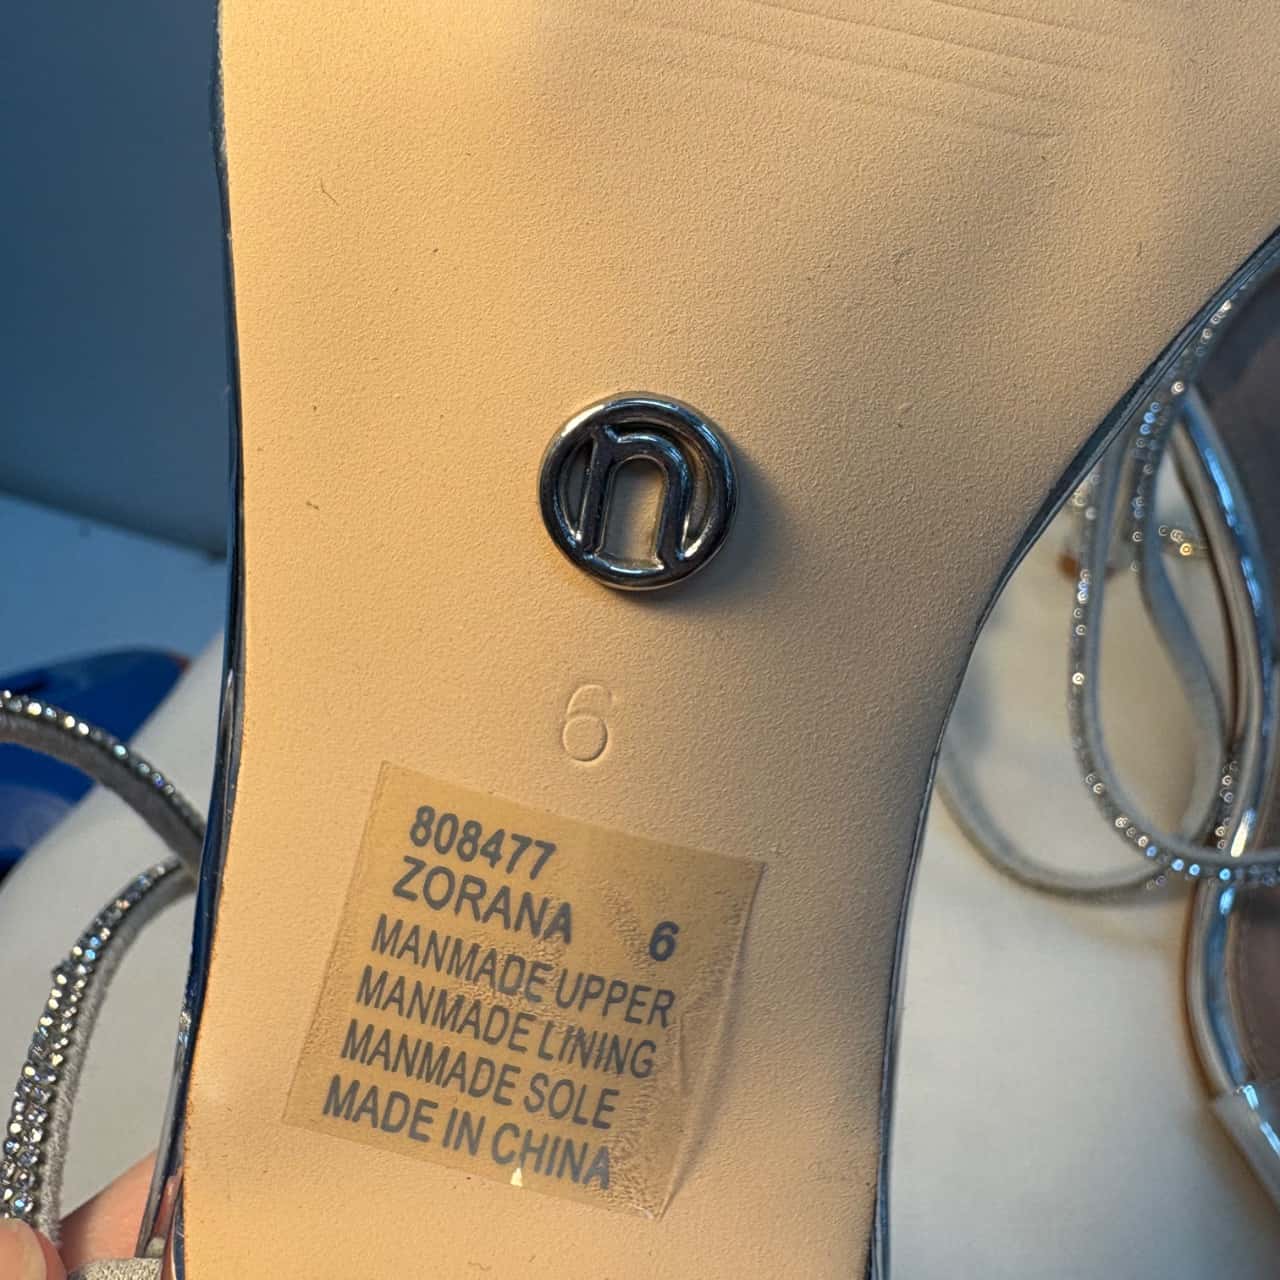 n
6
808477
ZORANA 6
MANMADE UPPER
MANMADE LINING
MANMADE SOLE
MADE IN CHINA